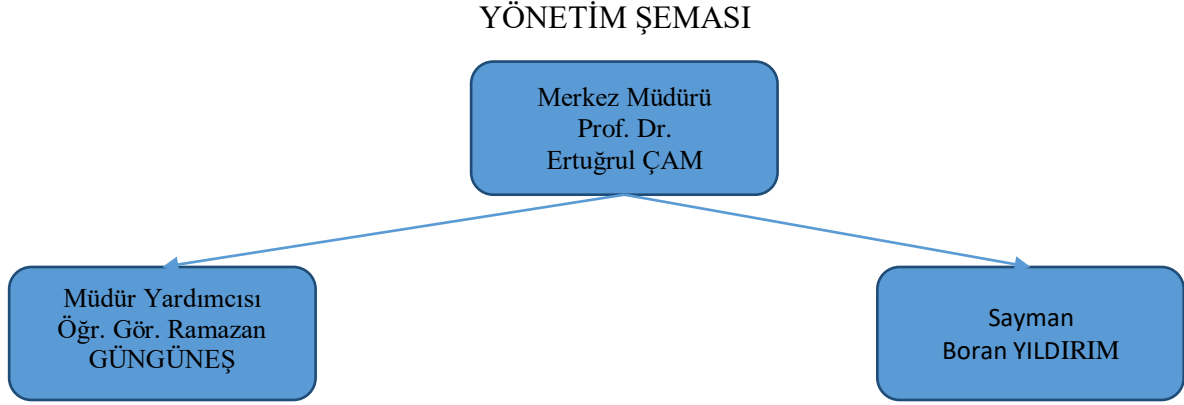 YÖNETİM ŞEMASI
Merkez Müdürü
Prof. Dr.
Ertuğrul ÇAM
Müdür Yardımcısı
Öğr. Gör. Ramazan
GÜNGÜNEŞ
Sayman
Boran YILDIRIM